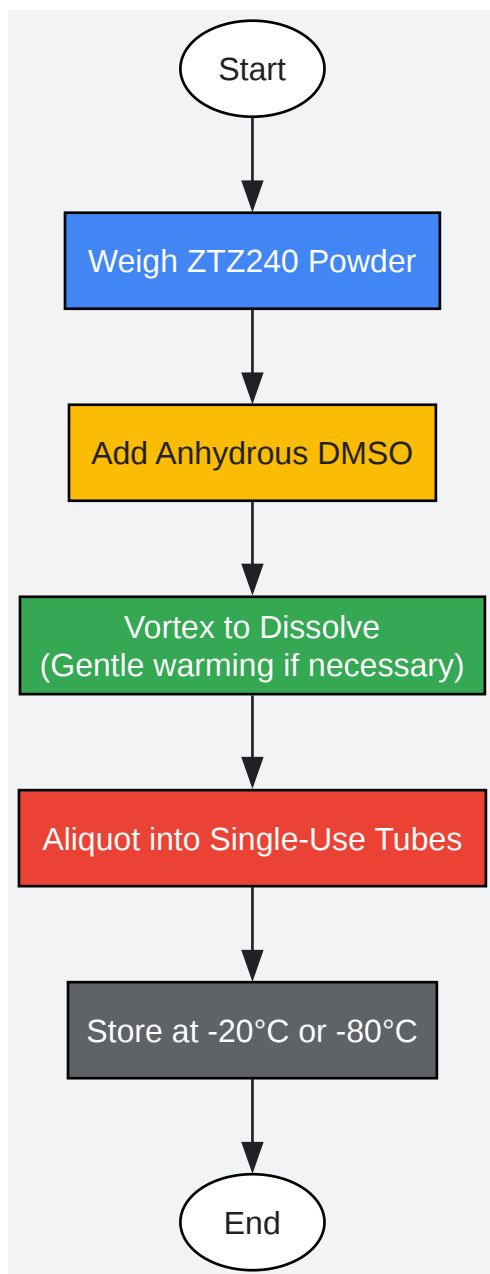 Start
Weigh ZTZ240 Powder
Add Anhydrous DMSO
Vortex to Dissolve
(Gentle warming if necessary)
Aliquot into Single-Use Tubes
Store at -20°C or -80°C
End